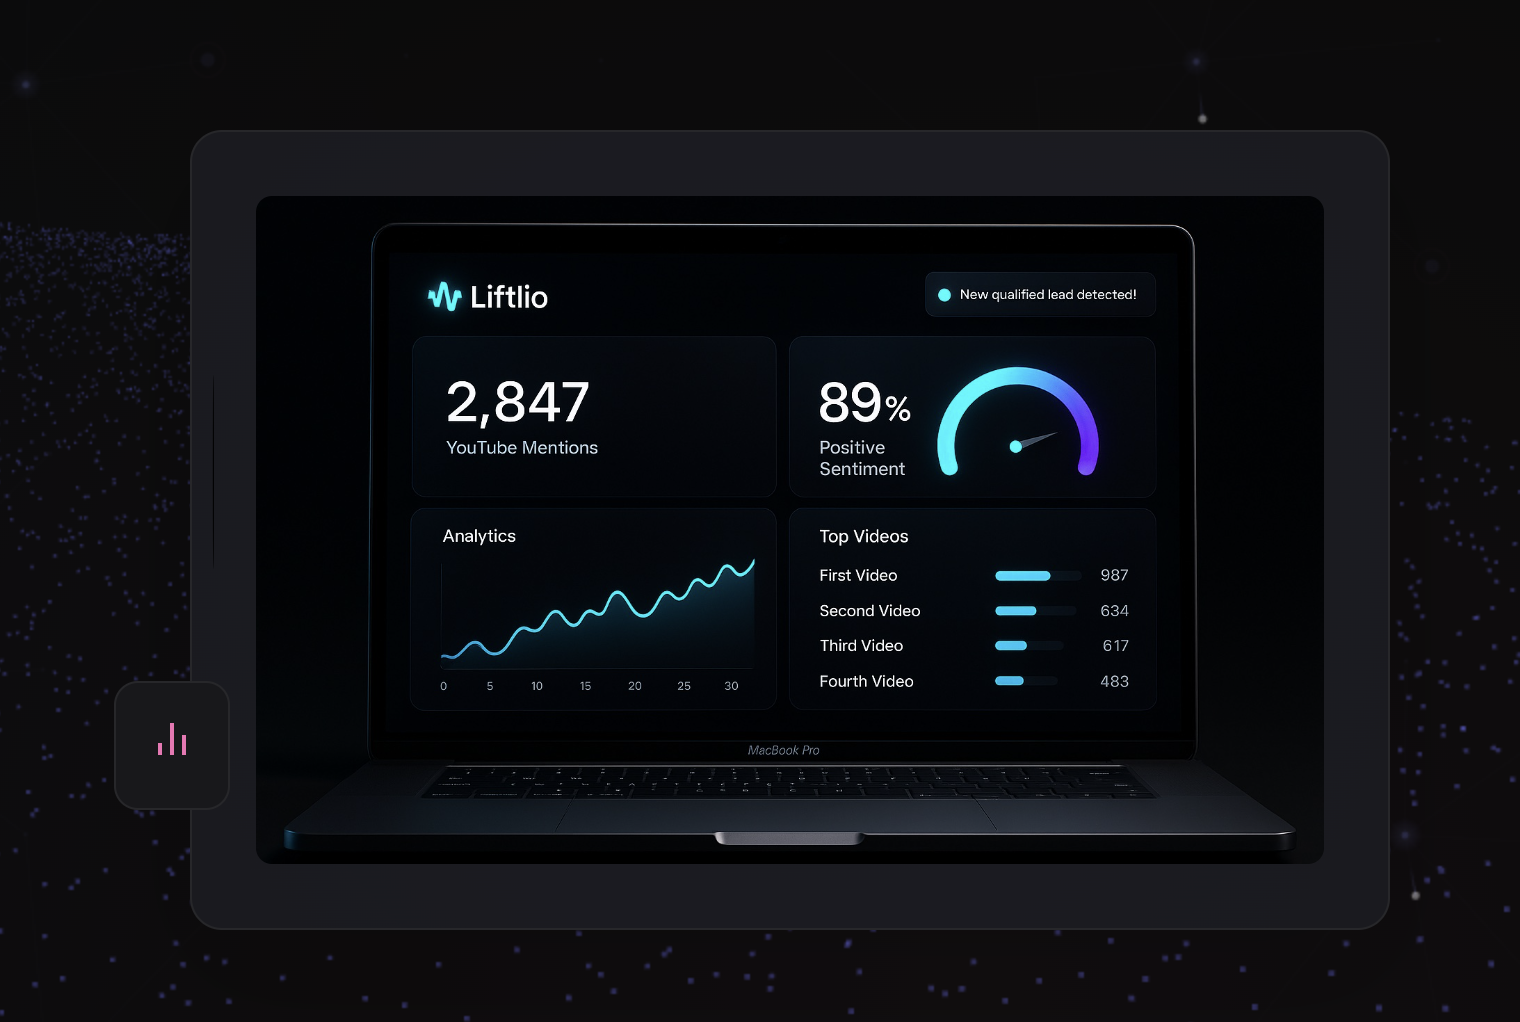 Liftlio
New qualified lead detected!
2,847
YouTube Mentions
89%
Positive
Sentiment
Analytics
0 5 10 15 20 25 30
Top Videos
First Video 987
Second Video 634
Third Video 617
Fourth Video 483
MacBook Pro